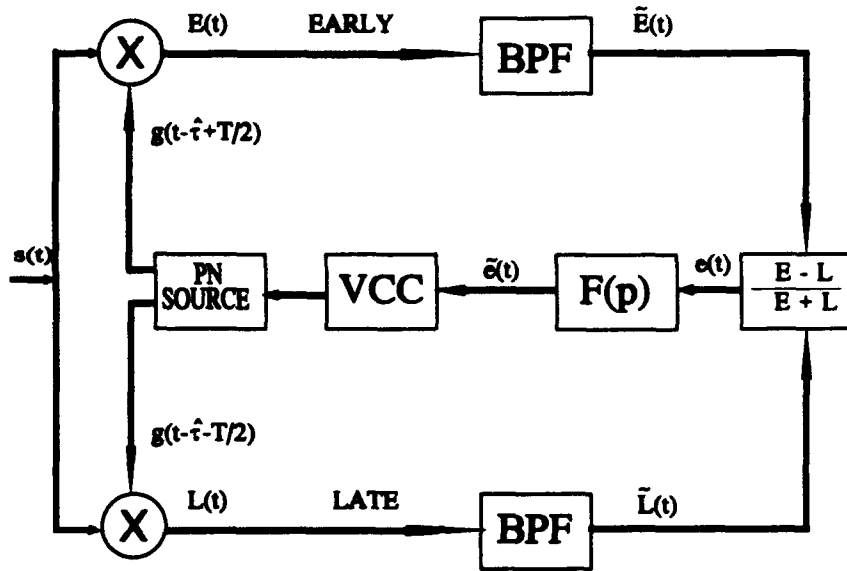 E(t) EARLY Ẽ(t)
X BPF
g(t-τ̂+T/2)
s(t)
PN
SOURCE
VCC
ẽ(t)
F(p)
e(t)
E - L
E + L
g(t-τ̂-T/2)
X L(t) LATE BPF L̃(t)